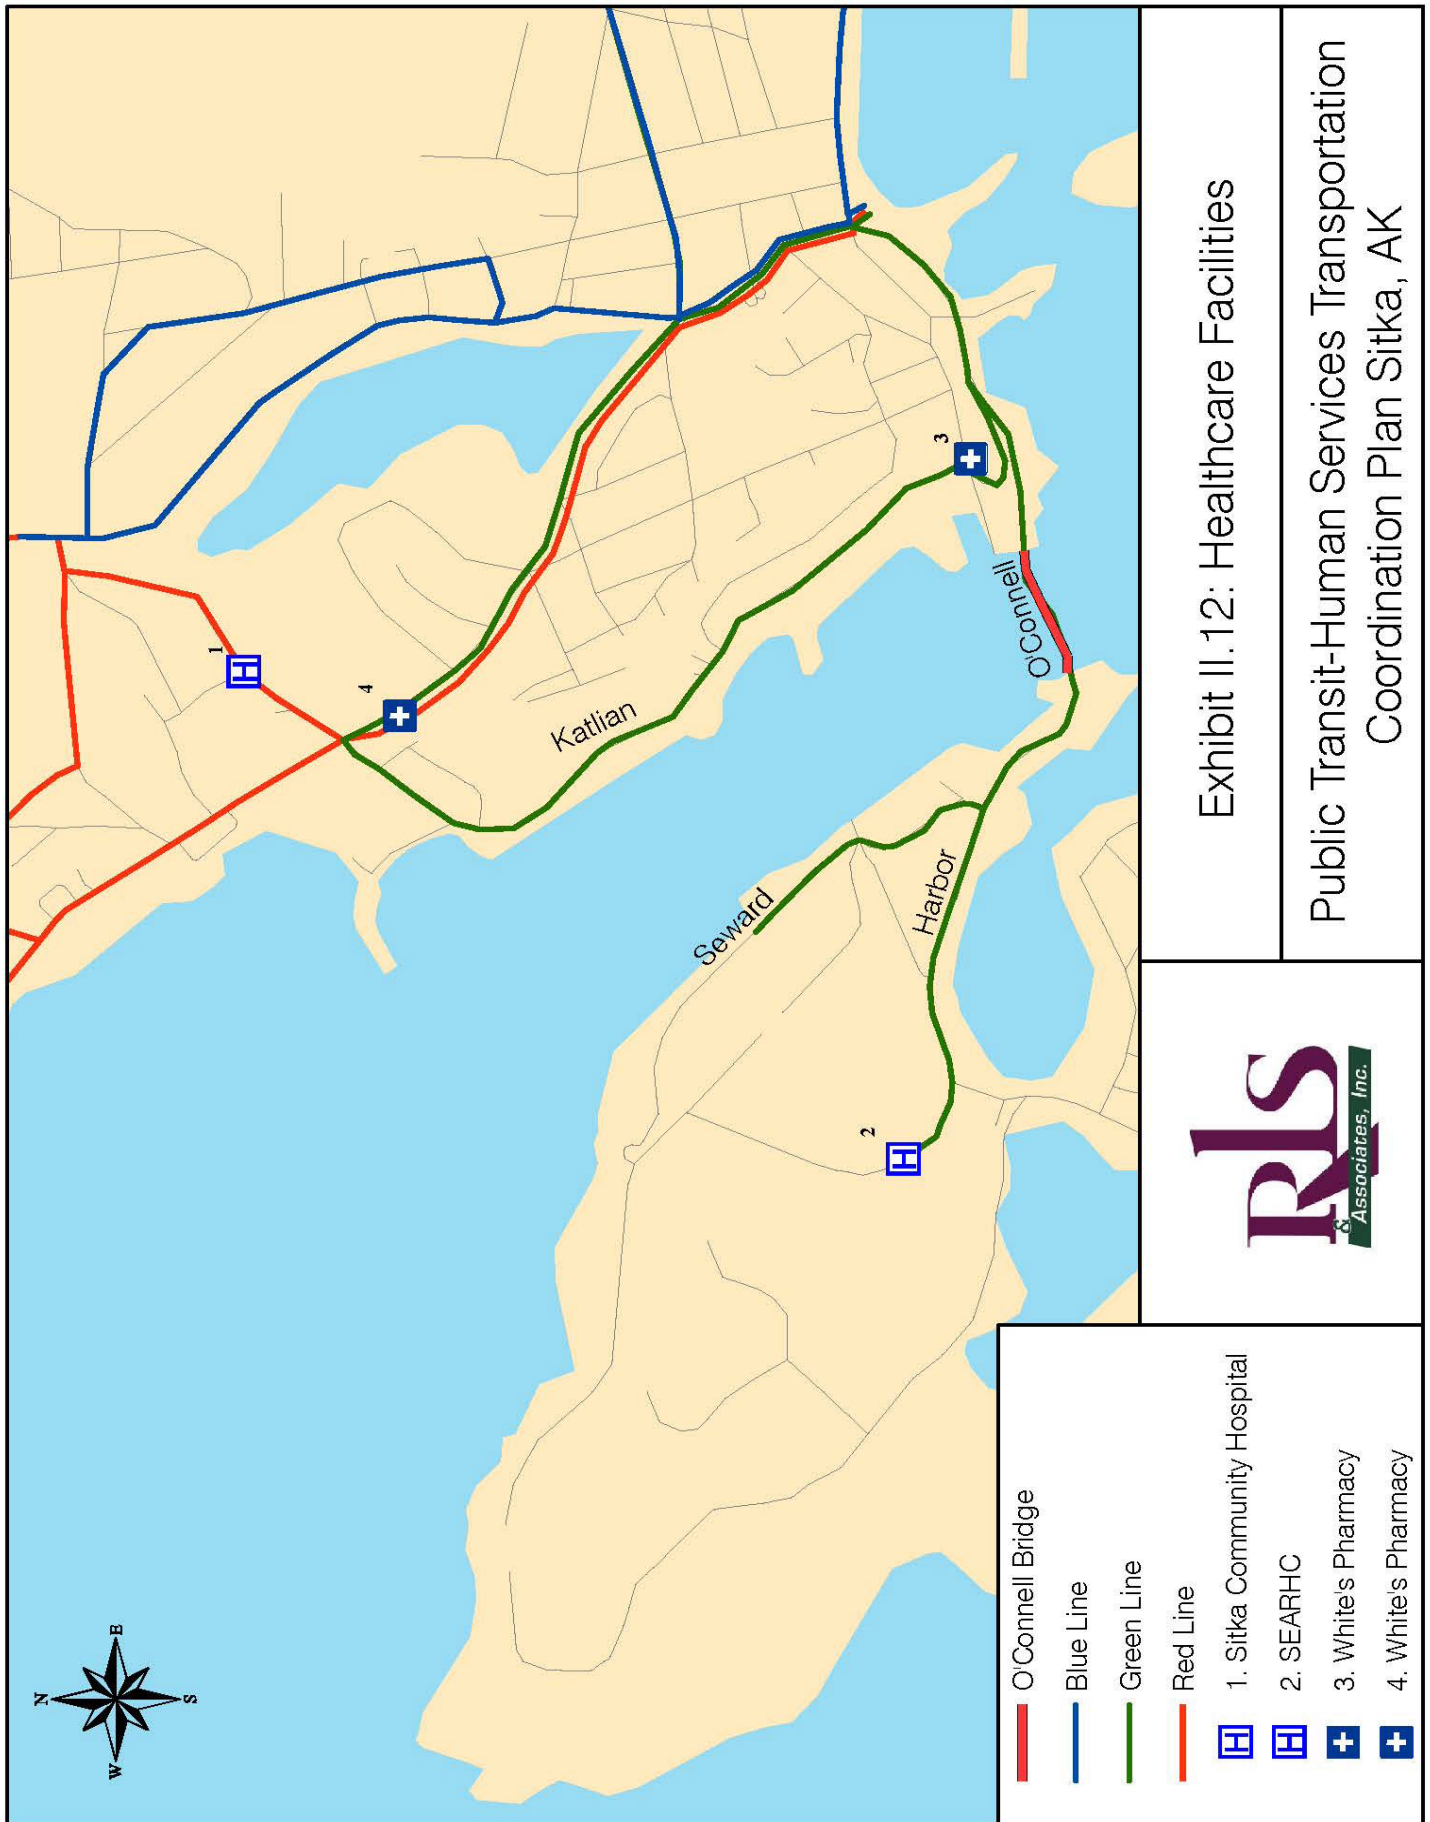 N
W
E
S
1
4
Katlian
3
O'Connell
Seward
Harbor
2
O'Connell Bridge
Blue Line
Green Line
Red Line
1. Sitka Community Hospital
2. SEARHC
3. White's Pharmacy
4. White's Pharmacy
RLS
& Associates, Inc.
Exhibit II.12: Healthcare Facilities
Public Transit-Human Services Transportation
Coordination Plan Sitka, AK